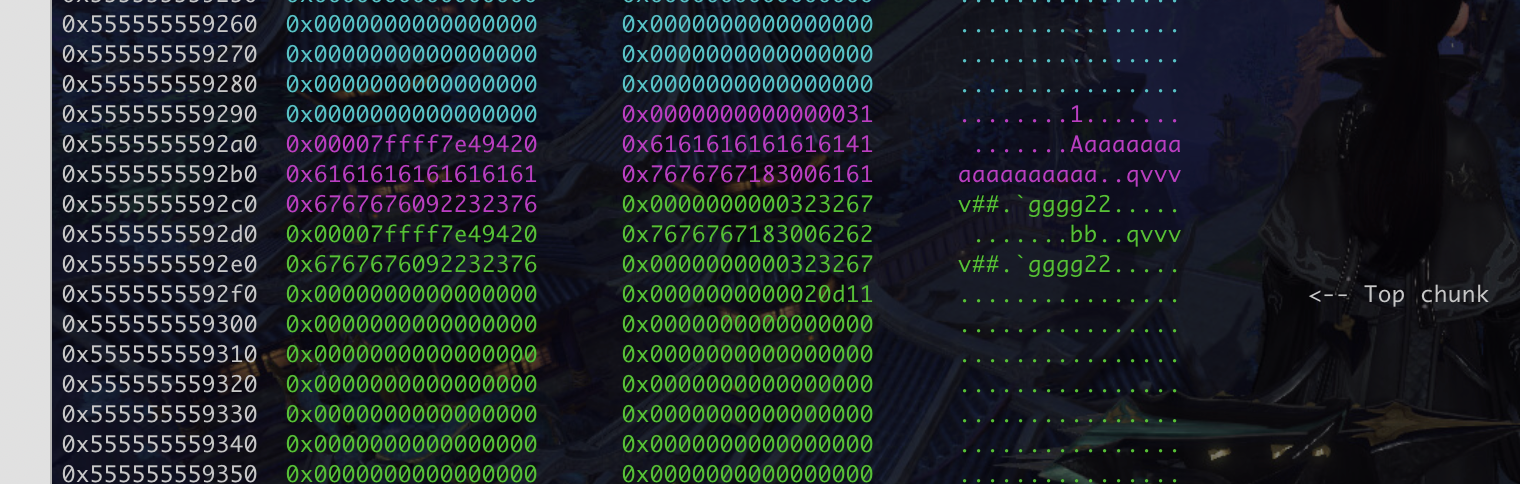 0x555555559260 0x0000000000000000 0x0000000000000000 ................
0x555555559270 0x0000000000000000 0x0000000000000000 ................
0x555555559280 0x0000000000000000 0x0000000000000000 ................
0x555555559290 0x0000000000000000 0x0000000000000031 ........1.......
0x5555555592a0 0x00007ffff7e49420 0x6161616161616141  .......Aaaaaaaa
0x5555555592b0 0x6161616161616161 0x7676767183006161 aaaaaaaaaa..qvvv
0x5555555592c0 0x6767676092232376 0x0000000000323267 v##.`gggg22.....
0x5555555592d0 0x00007ffff7e49420 0x7676767183006262  .......bb..qvvv
0x5555555592e0 0x6767676092232376 0x0000000000323267 v##.`gggg22.....
0x5555555592f0 0x0000000000000000 0x0000000000020d11 ................ <-- Top chunk
0x555555559300 0x0000000000000000 0x0000000000000000 ................
0x555555559310 0x0000000000000000 0x0000000000000000 ................
0x555555559320 0x0000000000000000 0x0000000000000000 ................
0x555555559330 0x0000000000000000 0x0000000000000000 ................
0x555555559340 0x0000000000000000 0x0000000000000000 ................
0x555555559350 0x0000000000000000 0x0000000000000000 ................